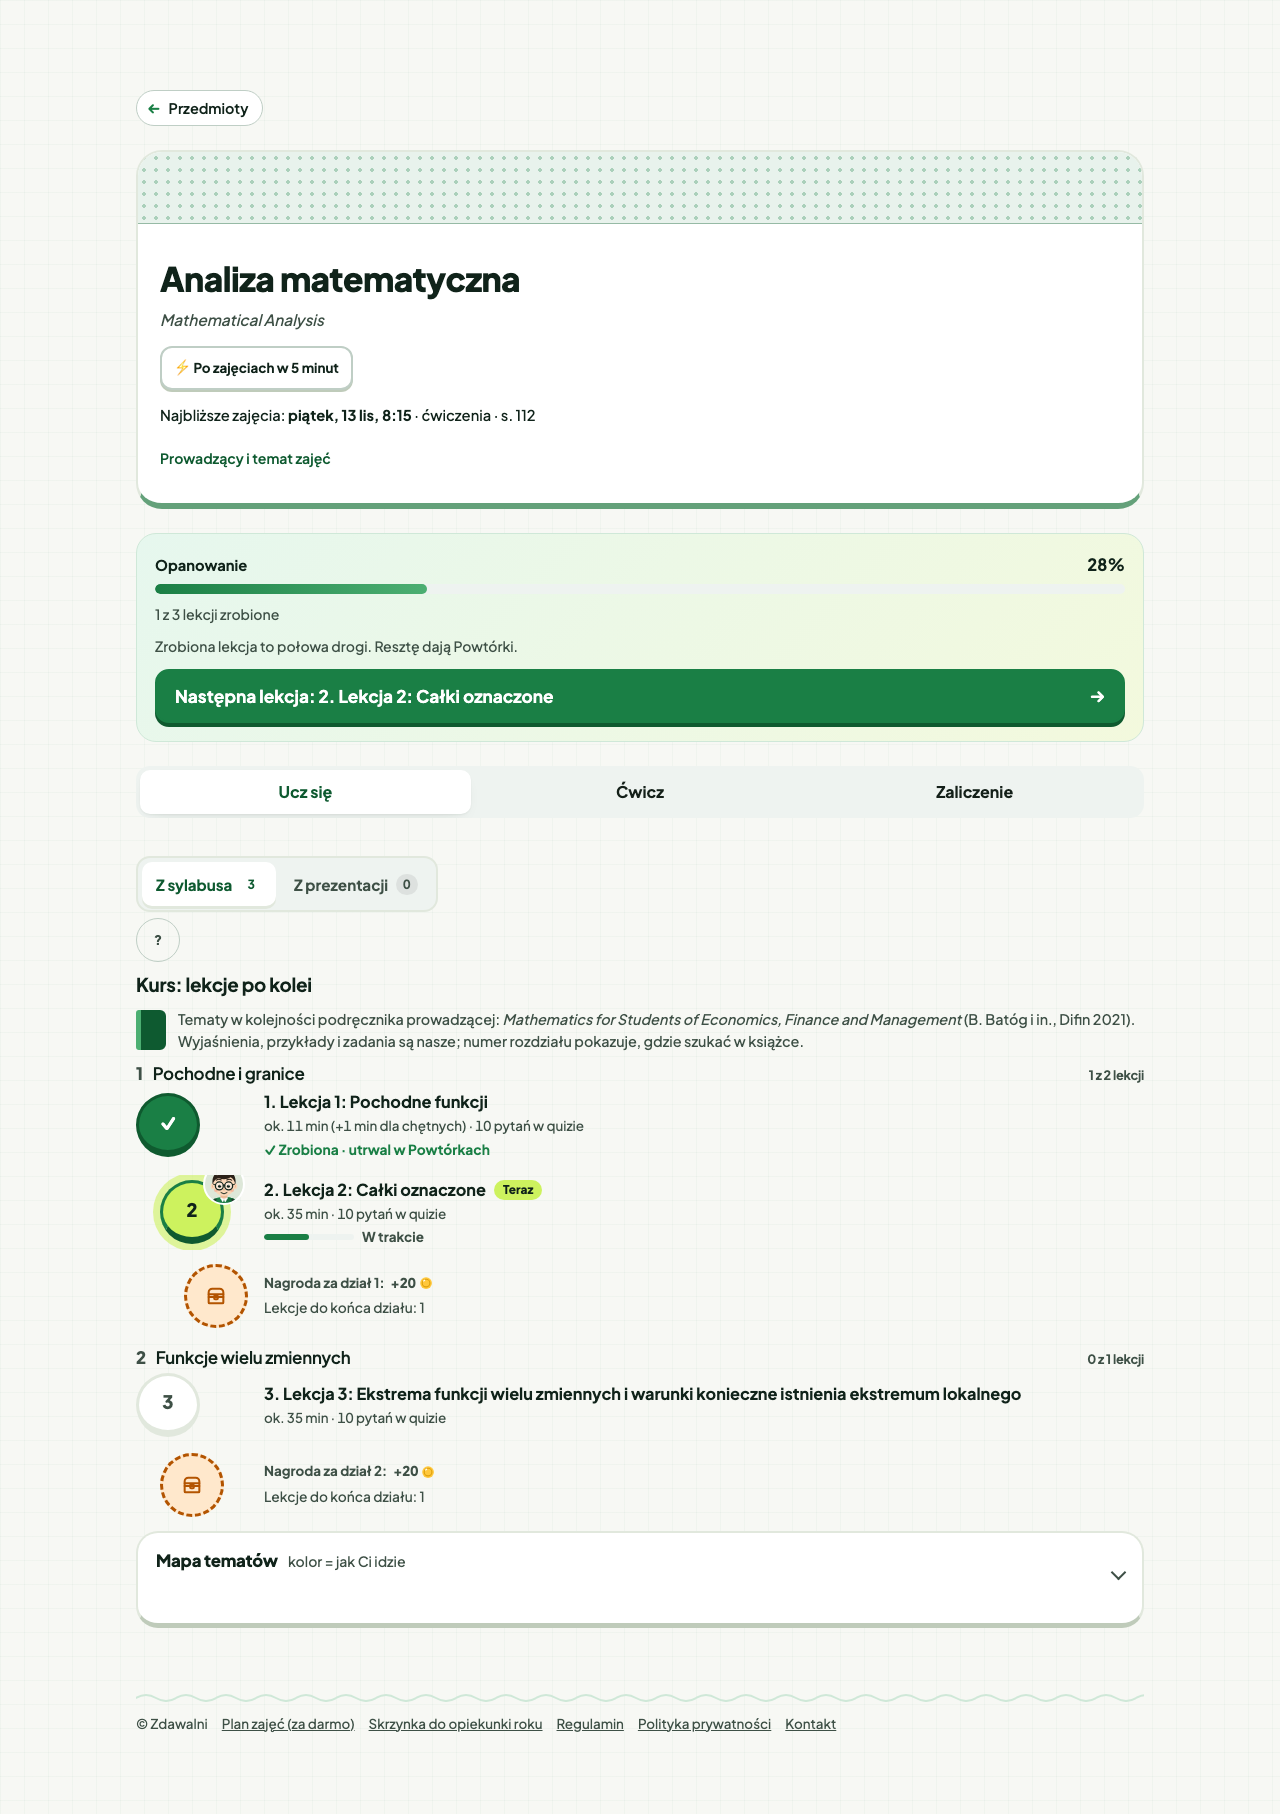 ← Przedmioty
Analiza matematyczna
Mathematical Analysis
⚡ Po zajęciach w 5 minut
Najbliższe zajęcia: piątek, 13 lis, 8:15 · ćwiczenia · s. 112
Prowadzący i temat zajęć
Opanowanie 28%
1 z 3 lekcji zrobione
Zrobiona lekcja to połowa drogi. Resztę dają Powtórki.
Następna lekcja: 2. Lekcja 2: Całki oznaczone →
Ucz się Ćwicz Zaliczenie
Z sylabusa 3 Z prezentacji 0
?
Kurs: lekcje po kolei
Tematy w kolejności podręcznika prowadzącej: Mathematics for Students of Economics, Finance and Management (B. Batóg i in., Difin 2021).
Wyjaśnienia, przykłady i zadania są nasze; numer rozdziału pokazuje, gdzie szukać w książce.
1 Pochodne i granice 1 z 2 lekcji
1. Lekcja 1: Pochodne funkcji
ok. 11 min (+1 min dla chętnych) · 10 pytań w quizie
✓ Zrobiona · utrwal w Powtórkach
2 2. Lekcja 2: Całki oznaczone Teraz
ok. 35 min · 10 pytań w quizie
W trakcie
Nagroda za dział 1: +20
Lekcje do końca działu: 1
2 Funkcje wielu zmiennych 0 z 1 lekcji
3 3. Lekcja 3: Ekstrema funkcji wielu zmiennych i warunki konieczne istnienia ekstremum lokalnego
ok. 35 min · 10 pytań w quizie
Nagroda za dział 2: +20
Lekcje do końca działu: 1
Mapa tematów kolor = jak Ci idzie
© Zdawalni Plan zajęć (za darmo) Skrzynka do opiekunki roku Regulamin Polityka prywatności Kontakt